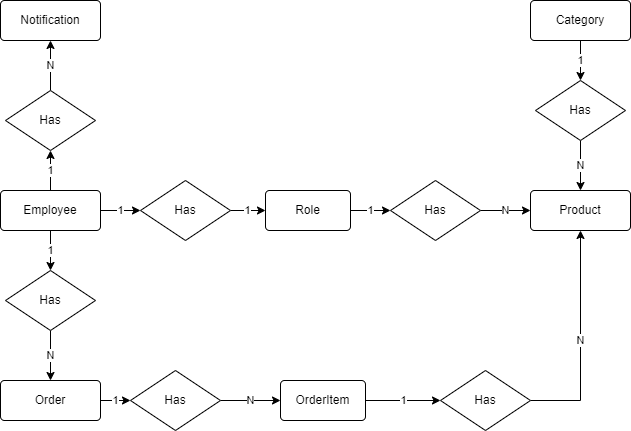 Notification
Category
N
1
Has
Has
1
N
Employee
1
Has
1
Role
1
Has
N
Product
1
Has
N
N
Order
1
Has
N
OrderItem
1
Has